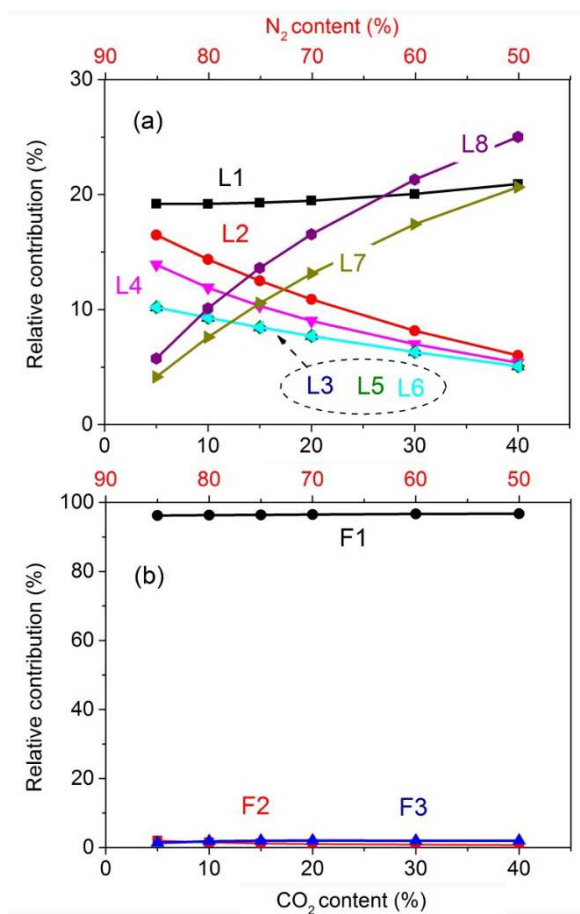 N2 content (%)
90 80 70 60 50
30
(a)
L8
L1
20
L2
L7
L4
10
L3 L5 L6
0
0 10 20 30 40
Relative contribution (%)
90 80 70 60 50
100
F1
80
(b)
60
40
20
F2 F3
0
0 10 20 30 40
Relative contribution (%)
CO2 content (%)